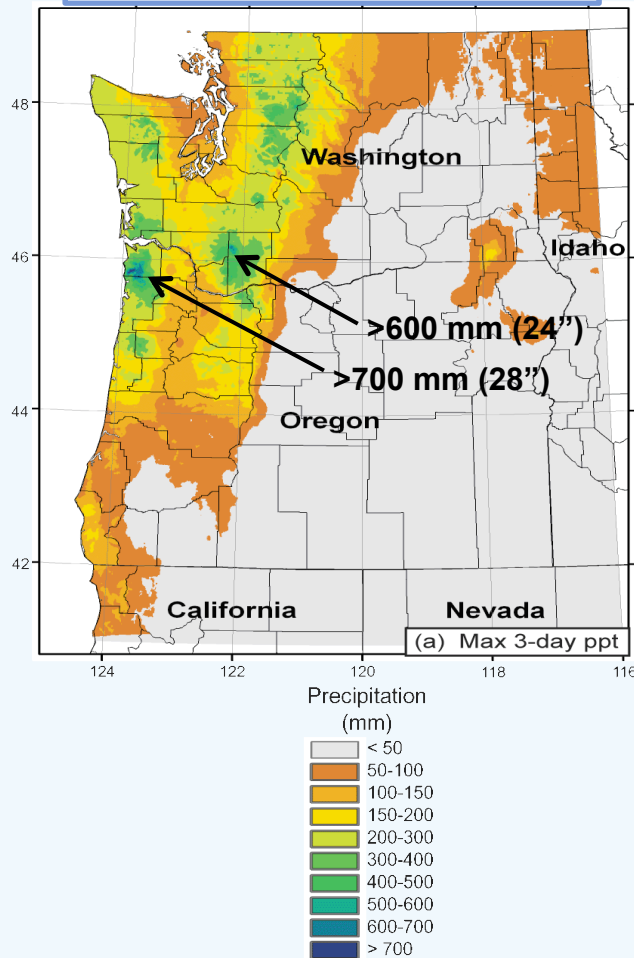 48
Washington
Idaho
46
>600 mm (24”)
>700 mm (28”)
44
Oregon
42
California
Nevada
(a) Max 3-day ppt
124
122
120
118
116
Precipitation
(mm)
< 50
50-100
100-150
150-200
200-300
300-400
400-500
500-600
600-700
> 700